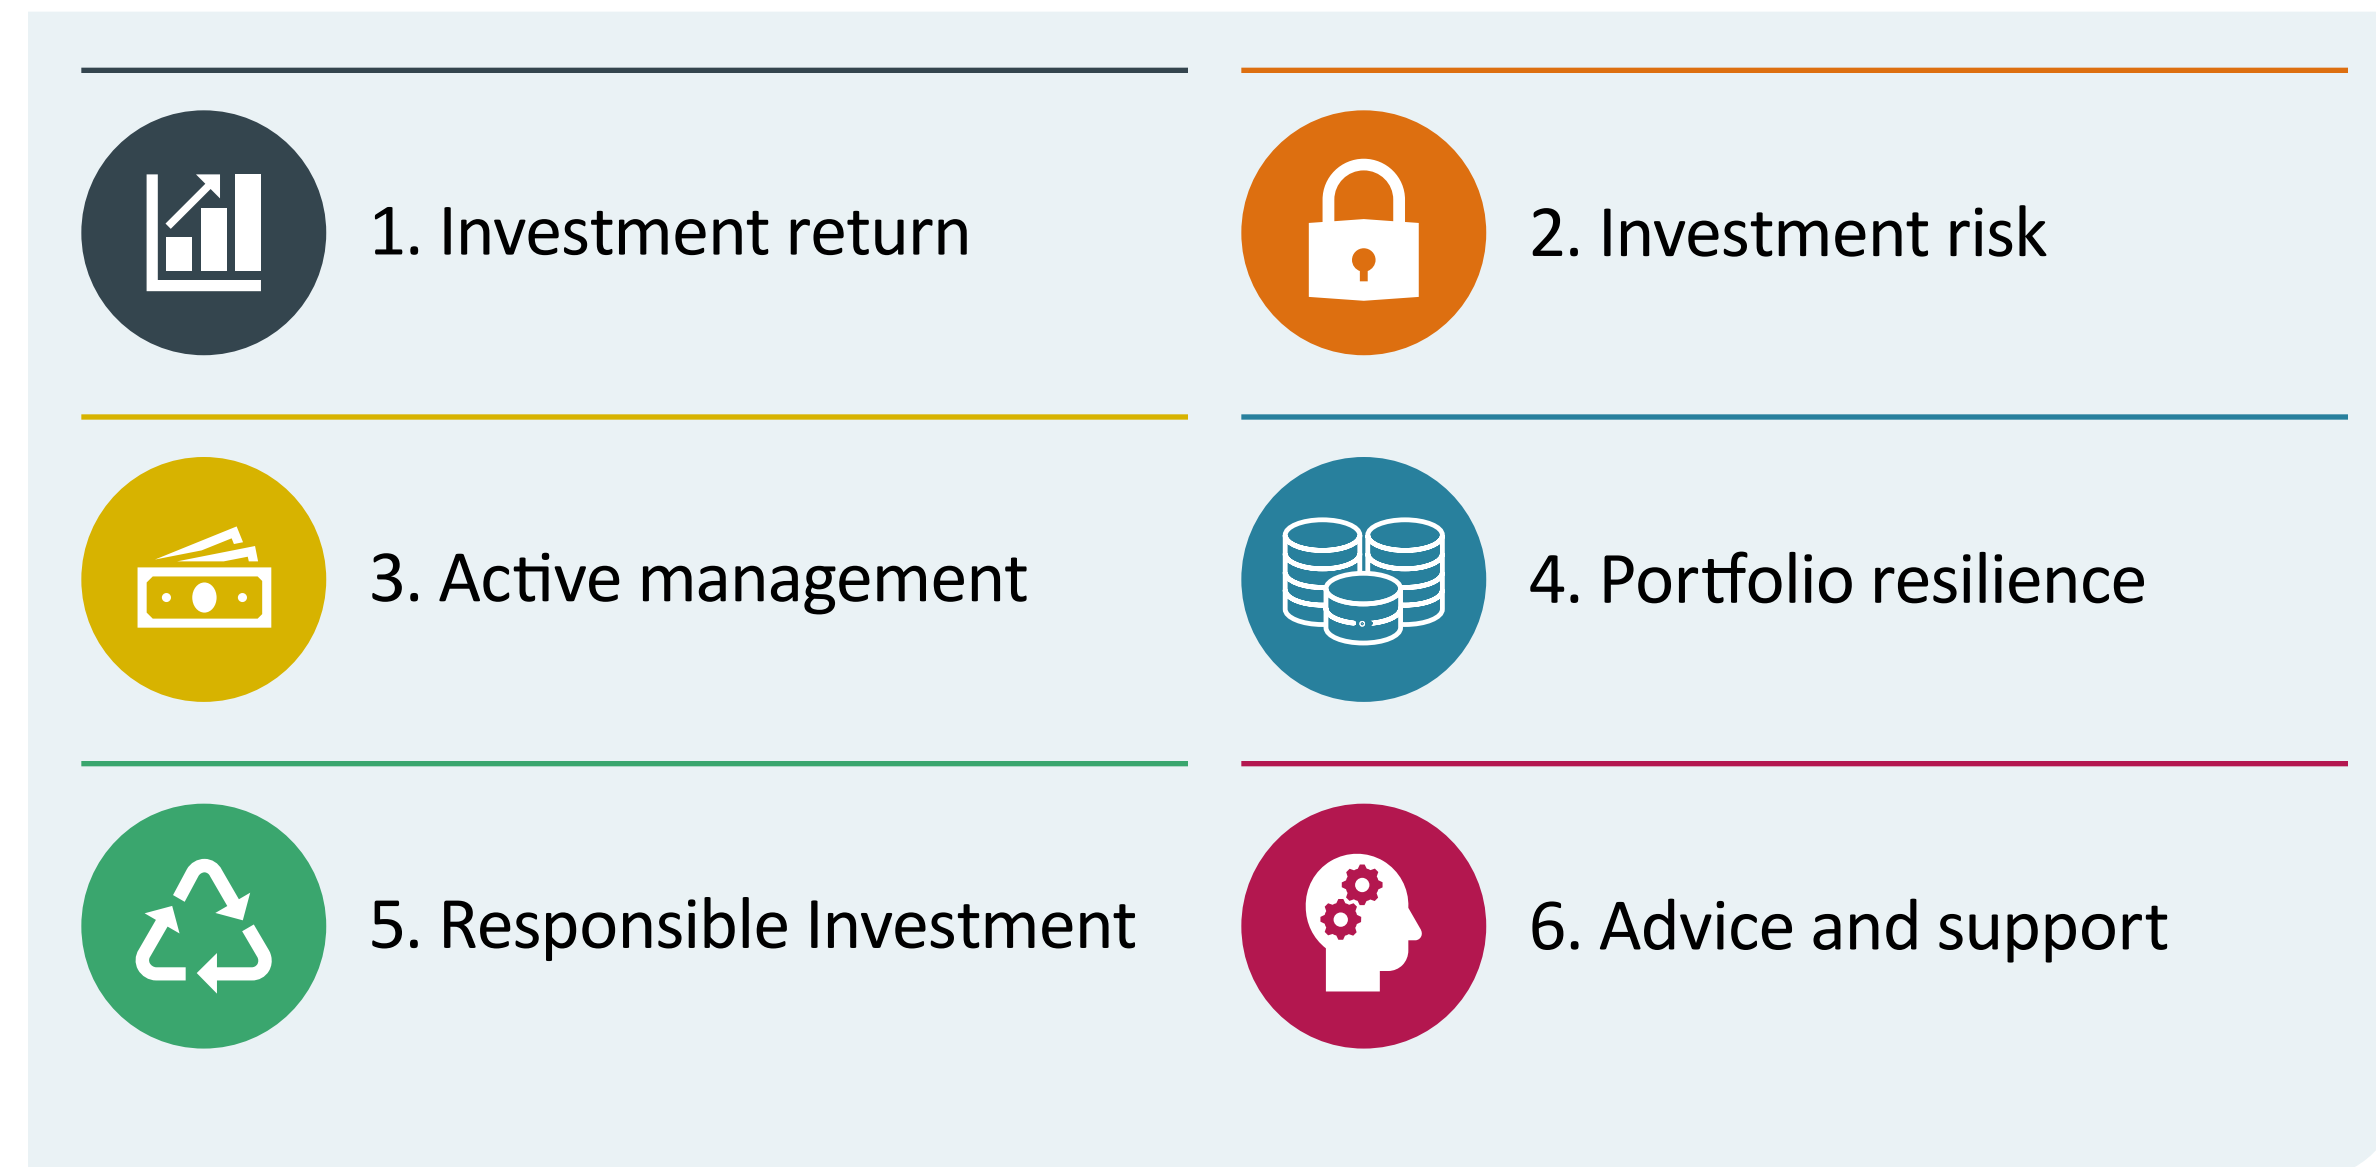 1. Investment return
2. Investment risk
3. Active management
4. Portfolio resilience
5. Responsible Investment
6. Advice and support